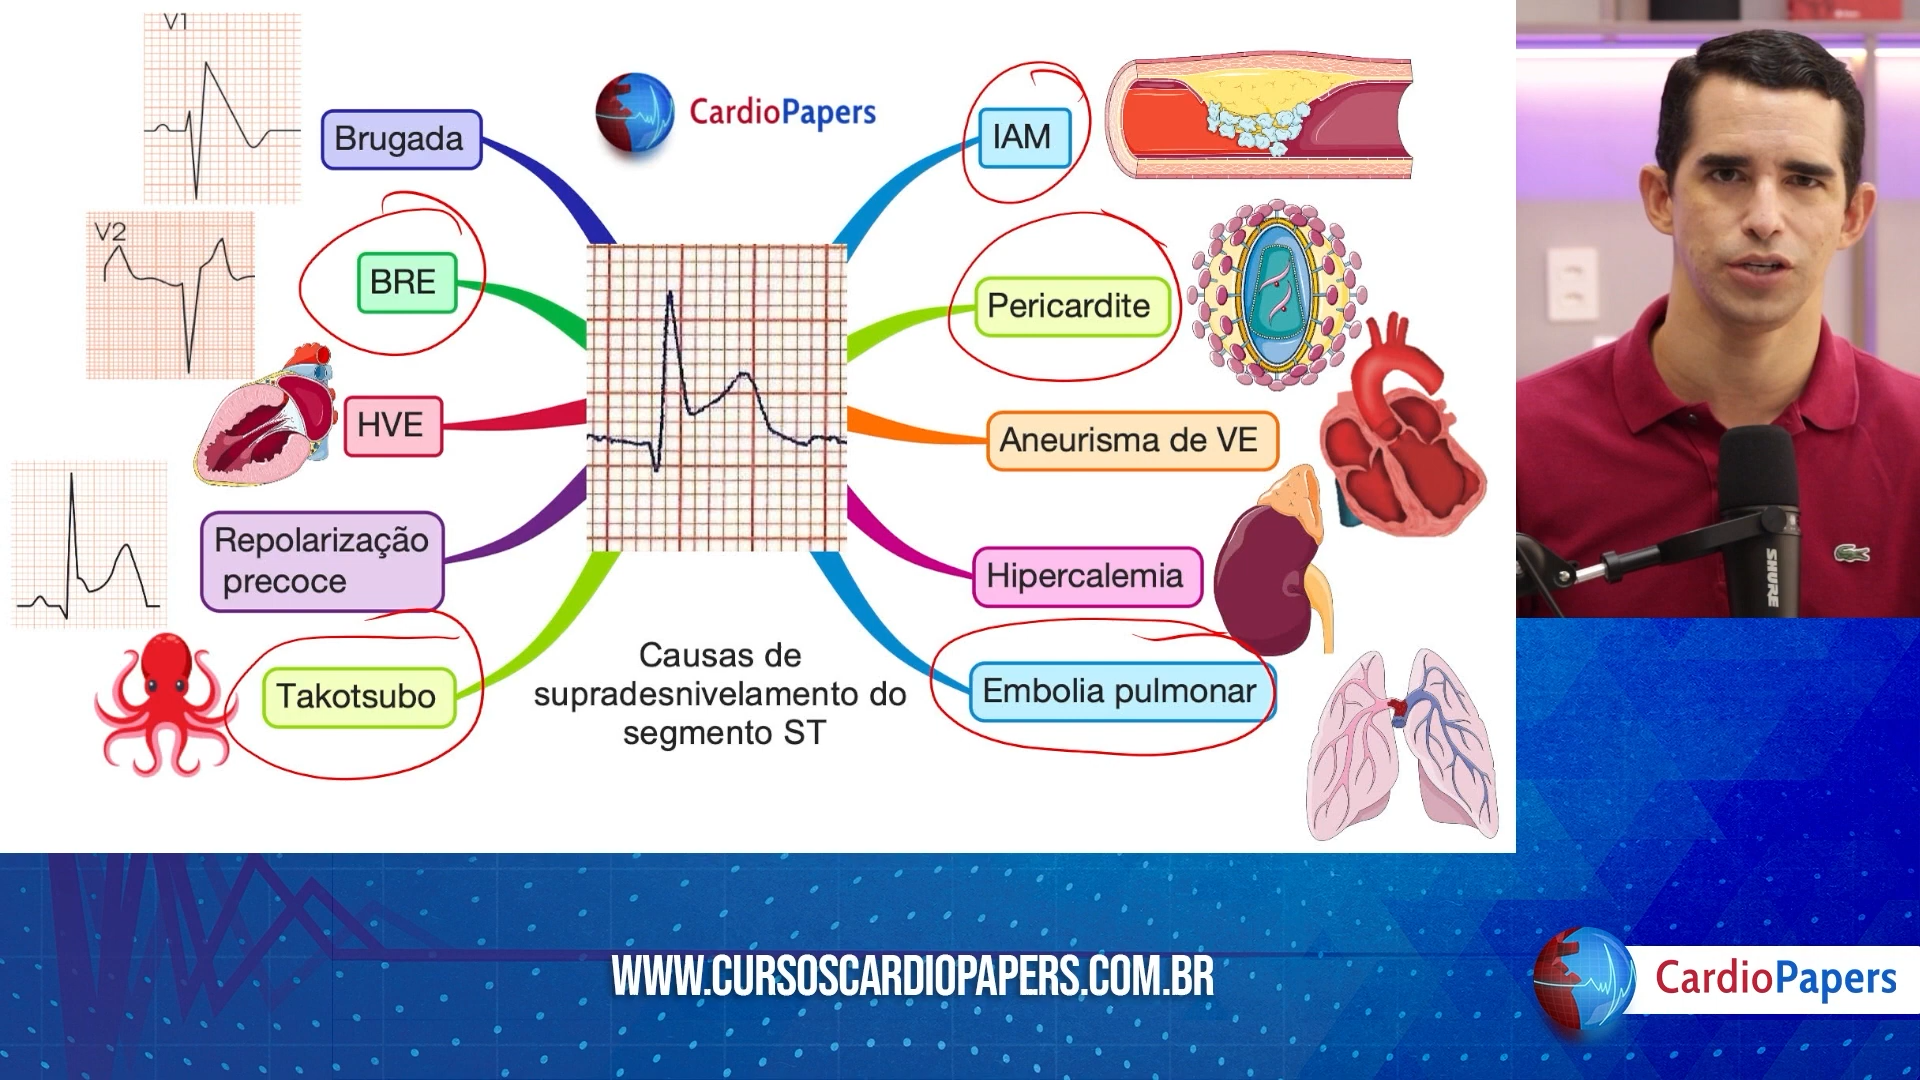 V1
Brugada
CardioPapers
IAM
V2
BRE
Pericardite
HVE
Aneurisma de VE
Repolarização
precoce
Hipercalemia
Takotsubo
Causas de
supradesnivelamento do
segmento ST
Embolia pulmonar
SHURE
WWW.CURSOSCARDIOPAPERS.COM.BR
CardioPapers